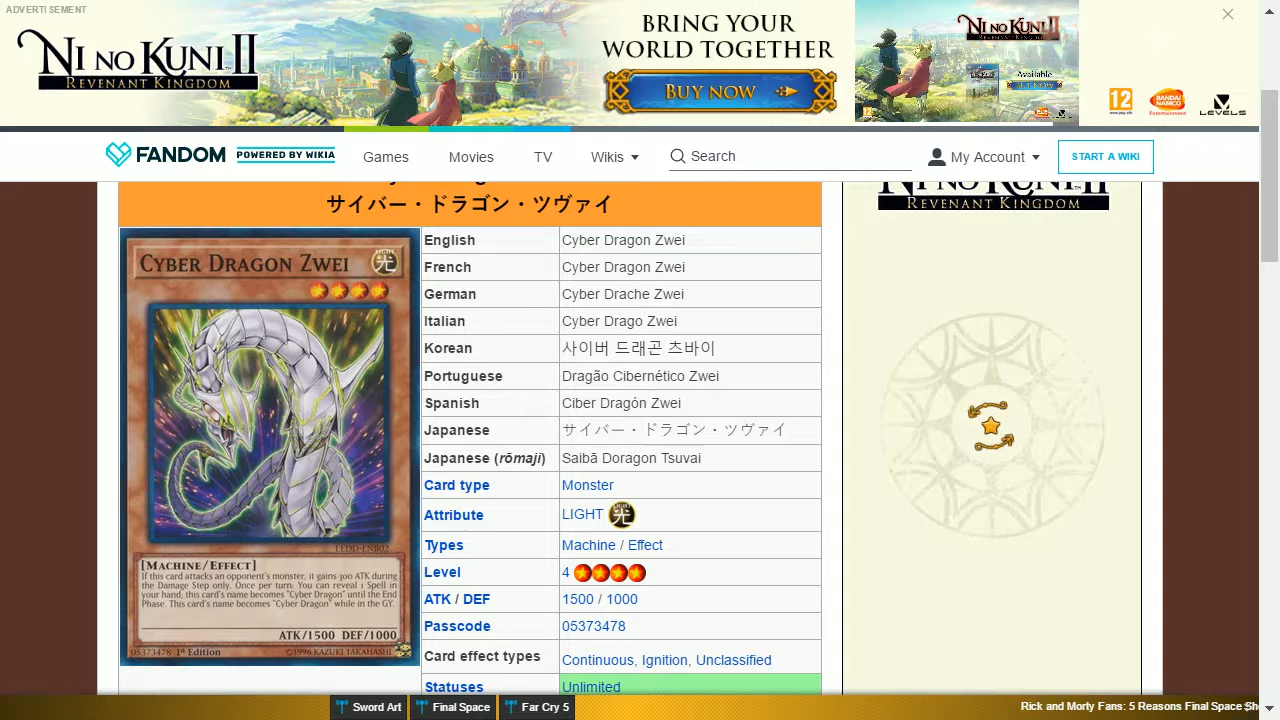 ADVERTISEMENT
NI NO KUNI II
REVENANT KINGDOM
BRING YOUR
WORLD TOGETHER
BUY NOW
NI NO KUNI II
Available
BUY NOW
12
BANDAI
NAMCO
Entertainment
LEVEL5
FANDOM
POWERED BY WIKIA
Games
Movies
TV
Wikis
Search
My Account
START A WIKI
サイバー・ドラゴン・ツヴァイ
NI NO KUNI II
REVENANT KINGDOM
CYBER DRAGON ZWEI
LIGHT
光
LEDD-ENB02
[MACHINE/EFFECT]
If this card attacks an opponent's monster, it gains 300 ATK during
the Damage Step only. Once per turn: You can reveal 1 Spell in
your hand; this card's name becomes "Cyber Dragon" until the End
Phase. This card's name becomes "Cyber Dragon" while in the GY.
ATK/1500 DEF/1000
05373478 1st Edition ©1996 KAZUKI TAKAHASHI
English Cyber Dragon Zwei
French Cyber Dragon Zwei
German Cyber Drache Zwei
Italian Cyber Drago Zwei
Korean 사이버 드래곤 츠바이
Portuguese Dragão Cibernético Zwei
Spanish Ciber Dragón Zwei
Japanese サイバー・ドラゴン・ツヴァイ
Japanese (rōmaji) Saibā Doragon Tsuvai
Card type Monster
Attribute LIGHT LIGHT 光
Types Machine / Effect
Level 4
ATK / DEF 1500 / 1000
Passcode 05373478
Card effect types Continuous, Ignition, Unclassified
Statuses Unlimited
Sword Art
Final Space
Far Cry 5
Rick and Morty Fans: 5 Reasons Final Space Sho